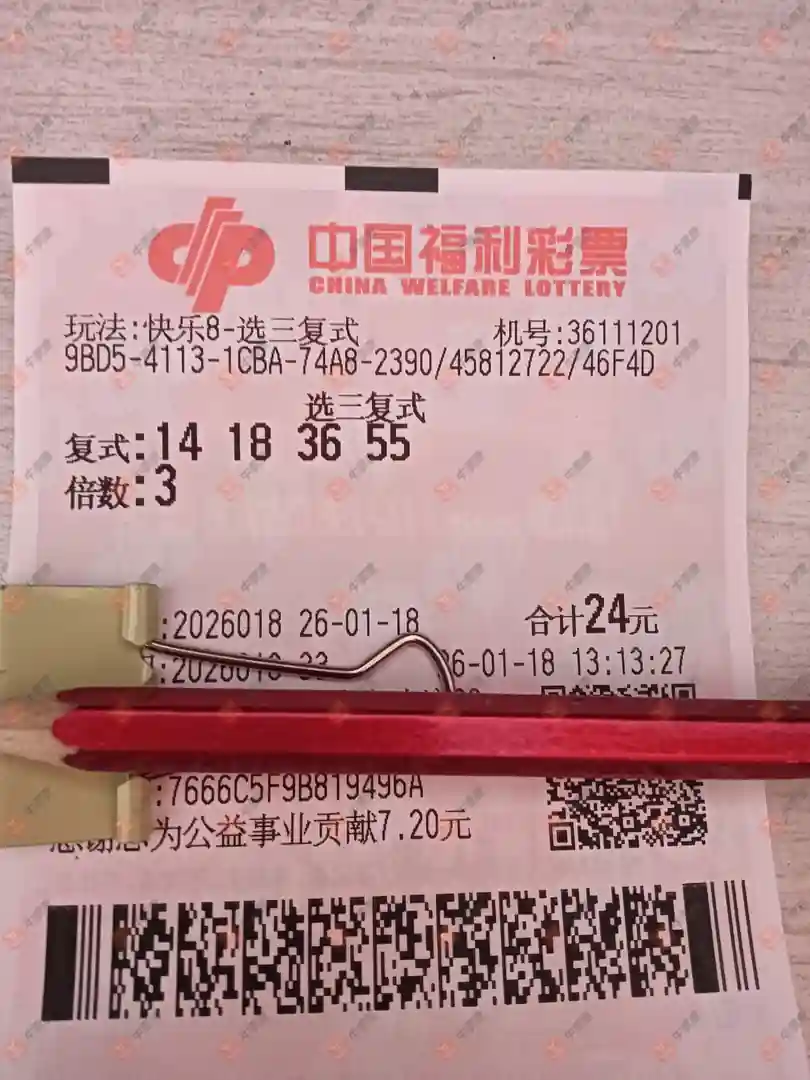 中国福利彩票
CHINA WELFARE LOTTERY
玩法:快乐8-选三复式 机号:36111201
9BD5-4113-1CBA-74A8-2390/45812722/46F4D
选三复式
复式:14 18 36 55
倍数:3
:2026018 26-01-18 合计24元
6-01-18 13:13:27
:7666C5F9B819496A
感谢您为公益事业贡献7.20元